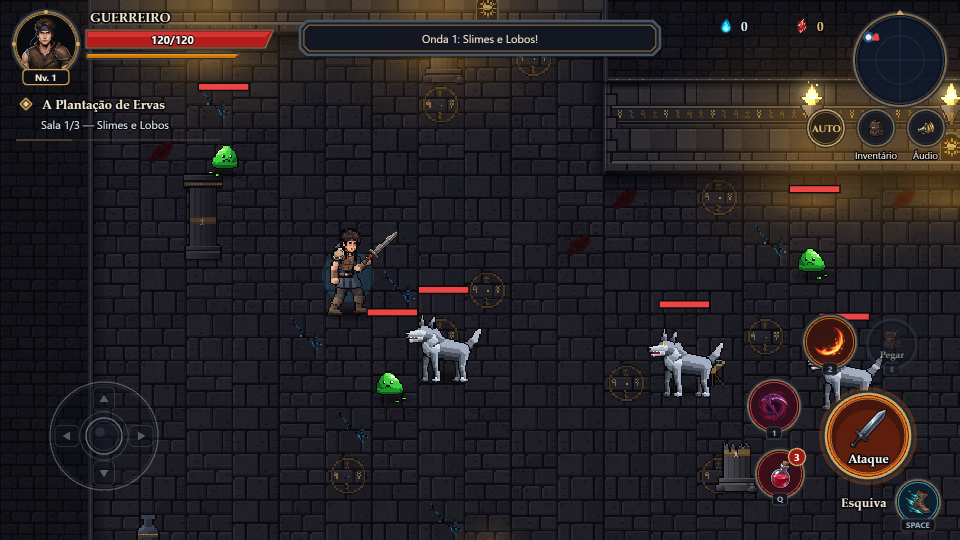 GUERREIRO
120/120
Nv. 1
A Plantação de Ervas
Sala 1/3 — Slimes e Lobos
Onda 1: Slimes e Lobos!
0
0
AUTO
Inventário
Áudio
2
Pegar
E
1
Ataque
3
Q
Esquiva
SPACE